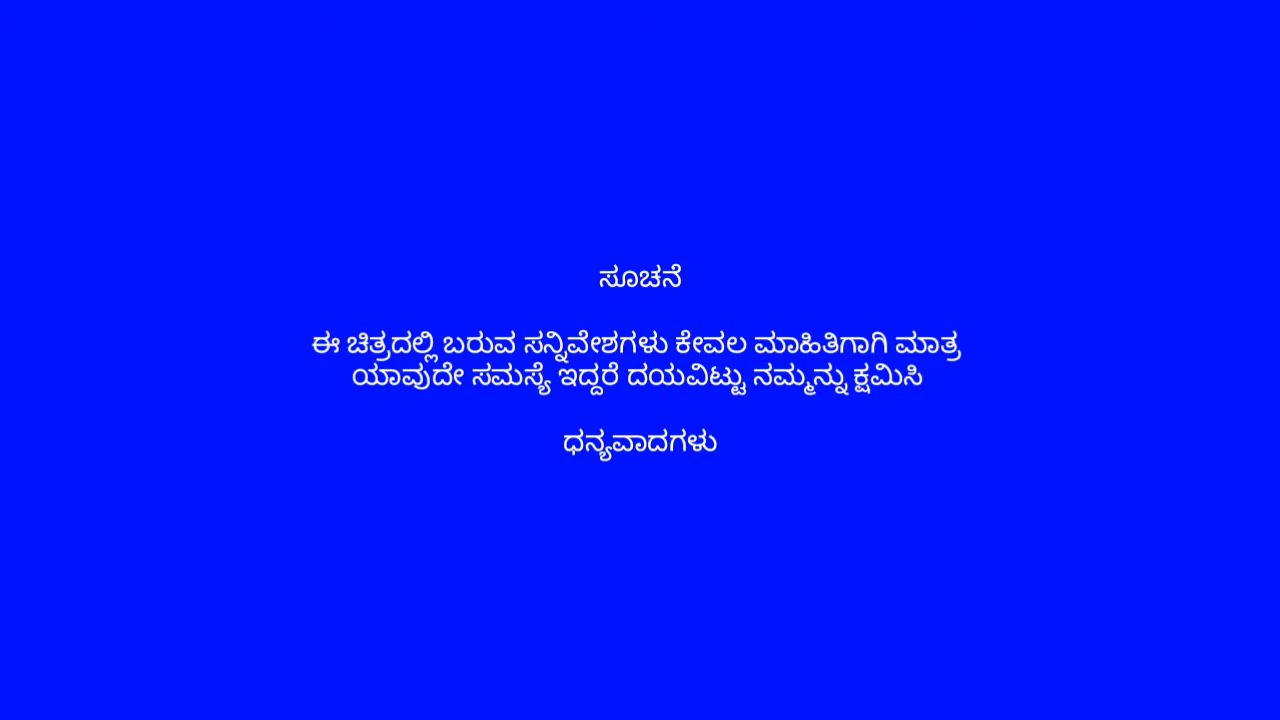 ಸೂಚನೆ
ಈ ಚಿತ್ರದಲ್ಲಿ ಬರುವ ಸನ್ನಿವೇಶಗಳು ಕೇವಲ ಮಾಹಿತಿಗಾಗಿ ಮಾತ್ರ
ಯಾವುದೇ ಸಮಸ್ಯೆ ಇದ್ದರೆ ದಯವಿಟ್ಟು ನಮ್ಮನ್ನು ಕ್ಷಮಿಸಿ
ಧನ್ಯವಾದಗಳು